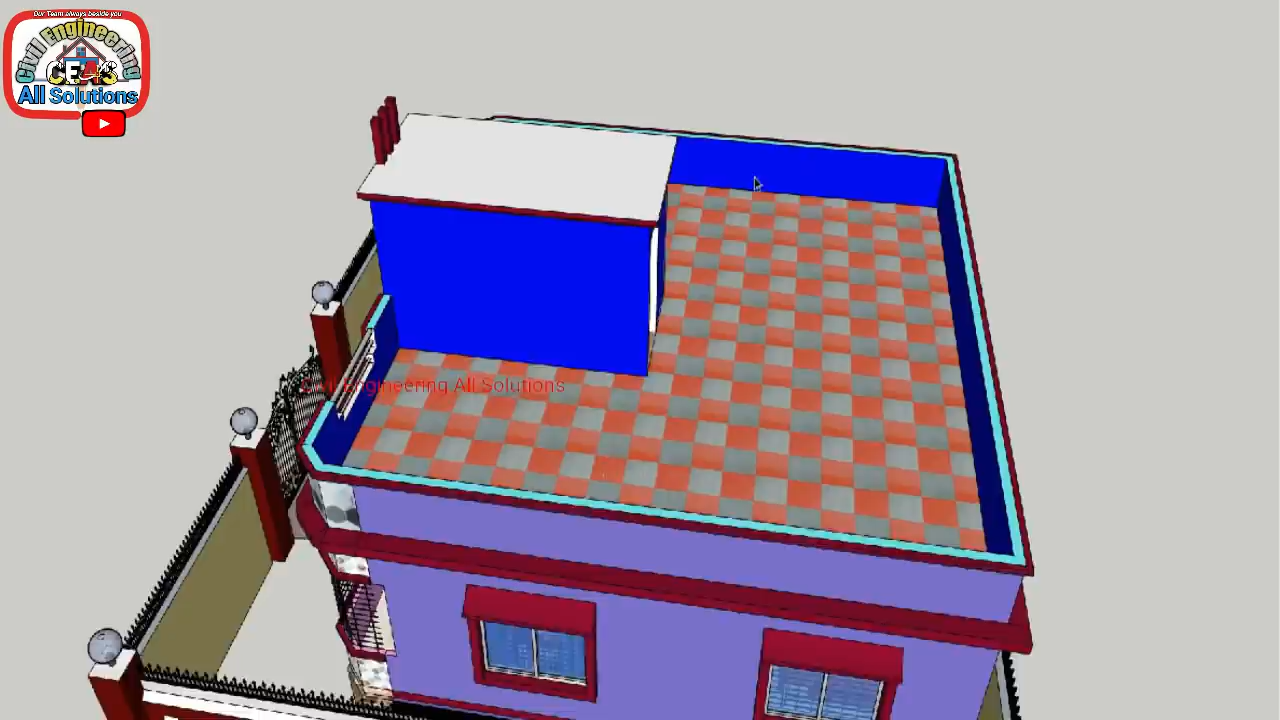 Our Team always beside you
Civil Engineering
CEAS
All Solutions
Civil Engineering All Solutions